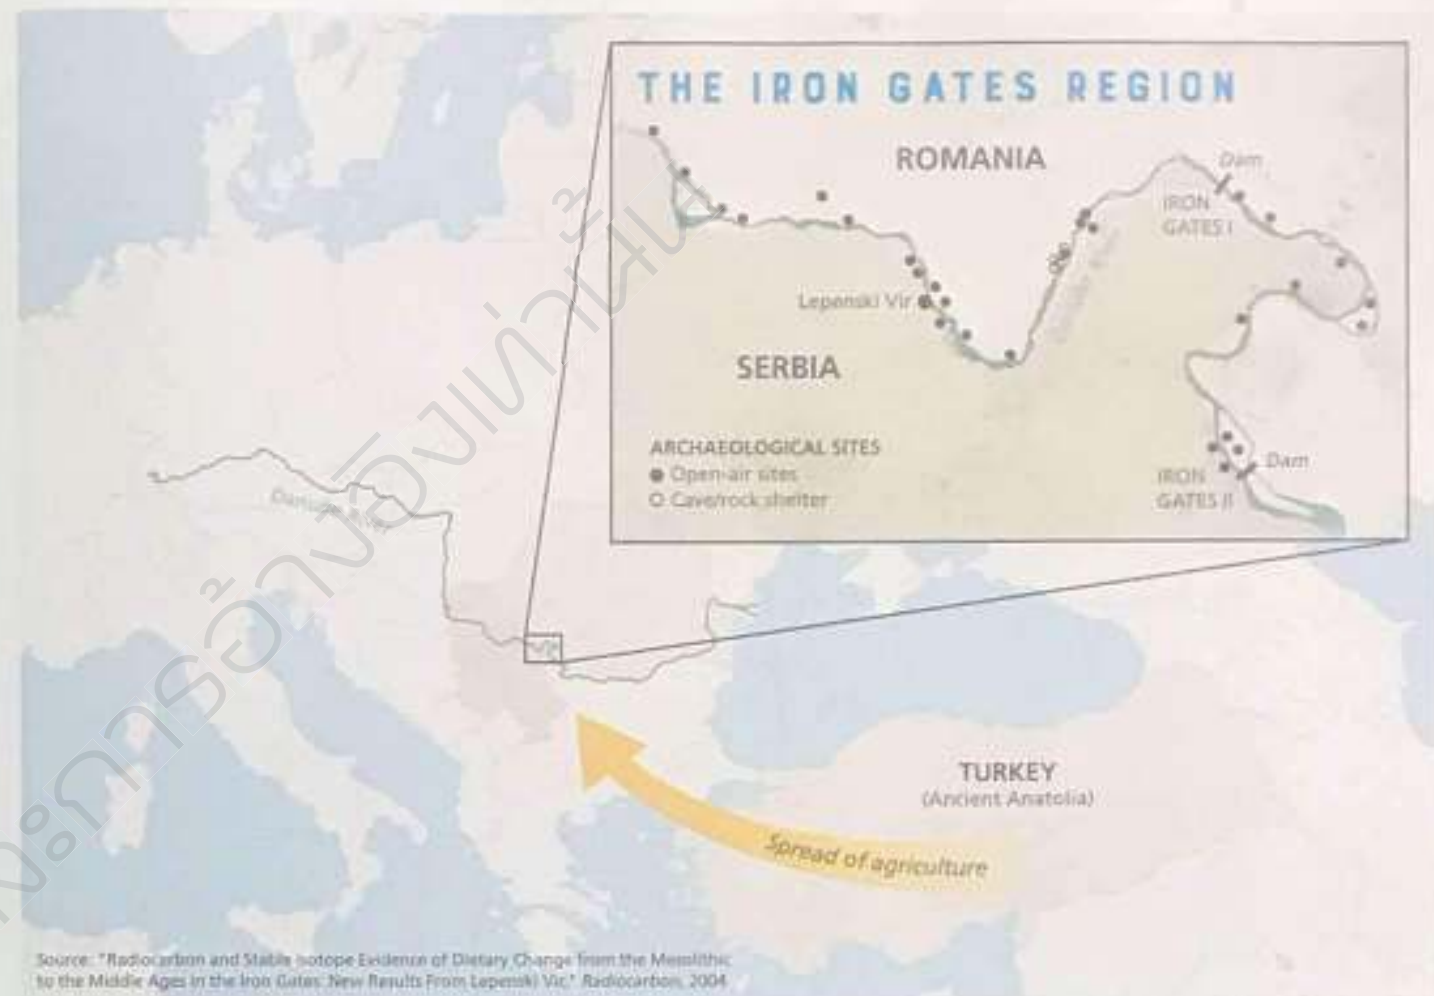 THE IRON GATES REGION
ROMANIA
Dam
IRON
GATES I
Lepenski Vir
SERBIA
ARCHAEOLOGICAL SITES
Open-air sites
Cave/rock shelter
IRON
GATES II
Dam
Danube River
TURKEY
(Ancient Anatolia)
Spread of agriculture
Source: "Radiocarbon and Stable Isotope Evidence of Dietary Change from the Mesolithic
to the Middle Ages in the Iron Gates: New Results From Lepenski Vir," Radiocarbon, 2004